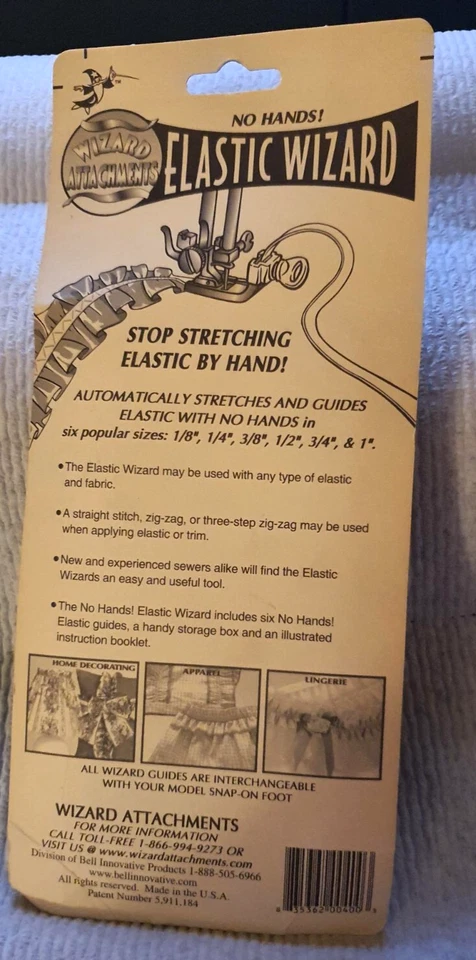 TM
NO HANDS!
WIZARD
ATTACHMENTS
ELASTIC WIZARD
STOP STRETCHING
ELASTIC BY HAND!
AUTOMATICALLY STRETCHES AND GUIDES
ELASTIC WITH NO HANDS in
six popular sizes: 1/8", 1/4", 3/8", 1/2", 3/4", & 1".
•The Elastic Wizard may be used with any type of elastic
and fabric.
•A straight stitch, zig-zag, or three-step zig-zag may be used
when applying elastic or trim.
•New and experienced sewers alike will find the Elastic
Wizards an easy and useful tool.
•The No Hands! Elastic Wizard includes six No Hands!
Elastic guides, a handy storage box and an illustrated
instruction booklet.
HOME DECORATING
APPAREL
LINGERIE
ALL WIZARD GUIDES ARE INTERCHANGEABLE
WITH YOUR MODEL SNAP-ON FOOT
WIZARD ATTACHMENTS
FOR MORE INFORMATION
CALL TOLL-FREE 1-866-994-9273 OR
VISIT US @ www.wizardattachments.com
Division of Bell Innovative Products 1-888-505-6966
www.bellinnovative.com
All rights reserved. Made in the U.S.A.
Patent Number 5,911,184
8 35362 00400 3